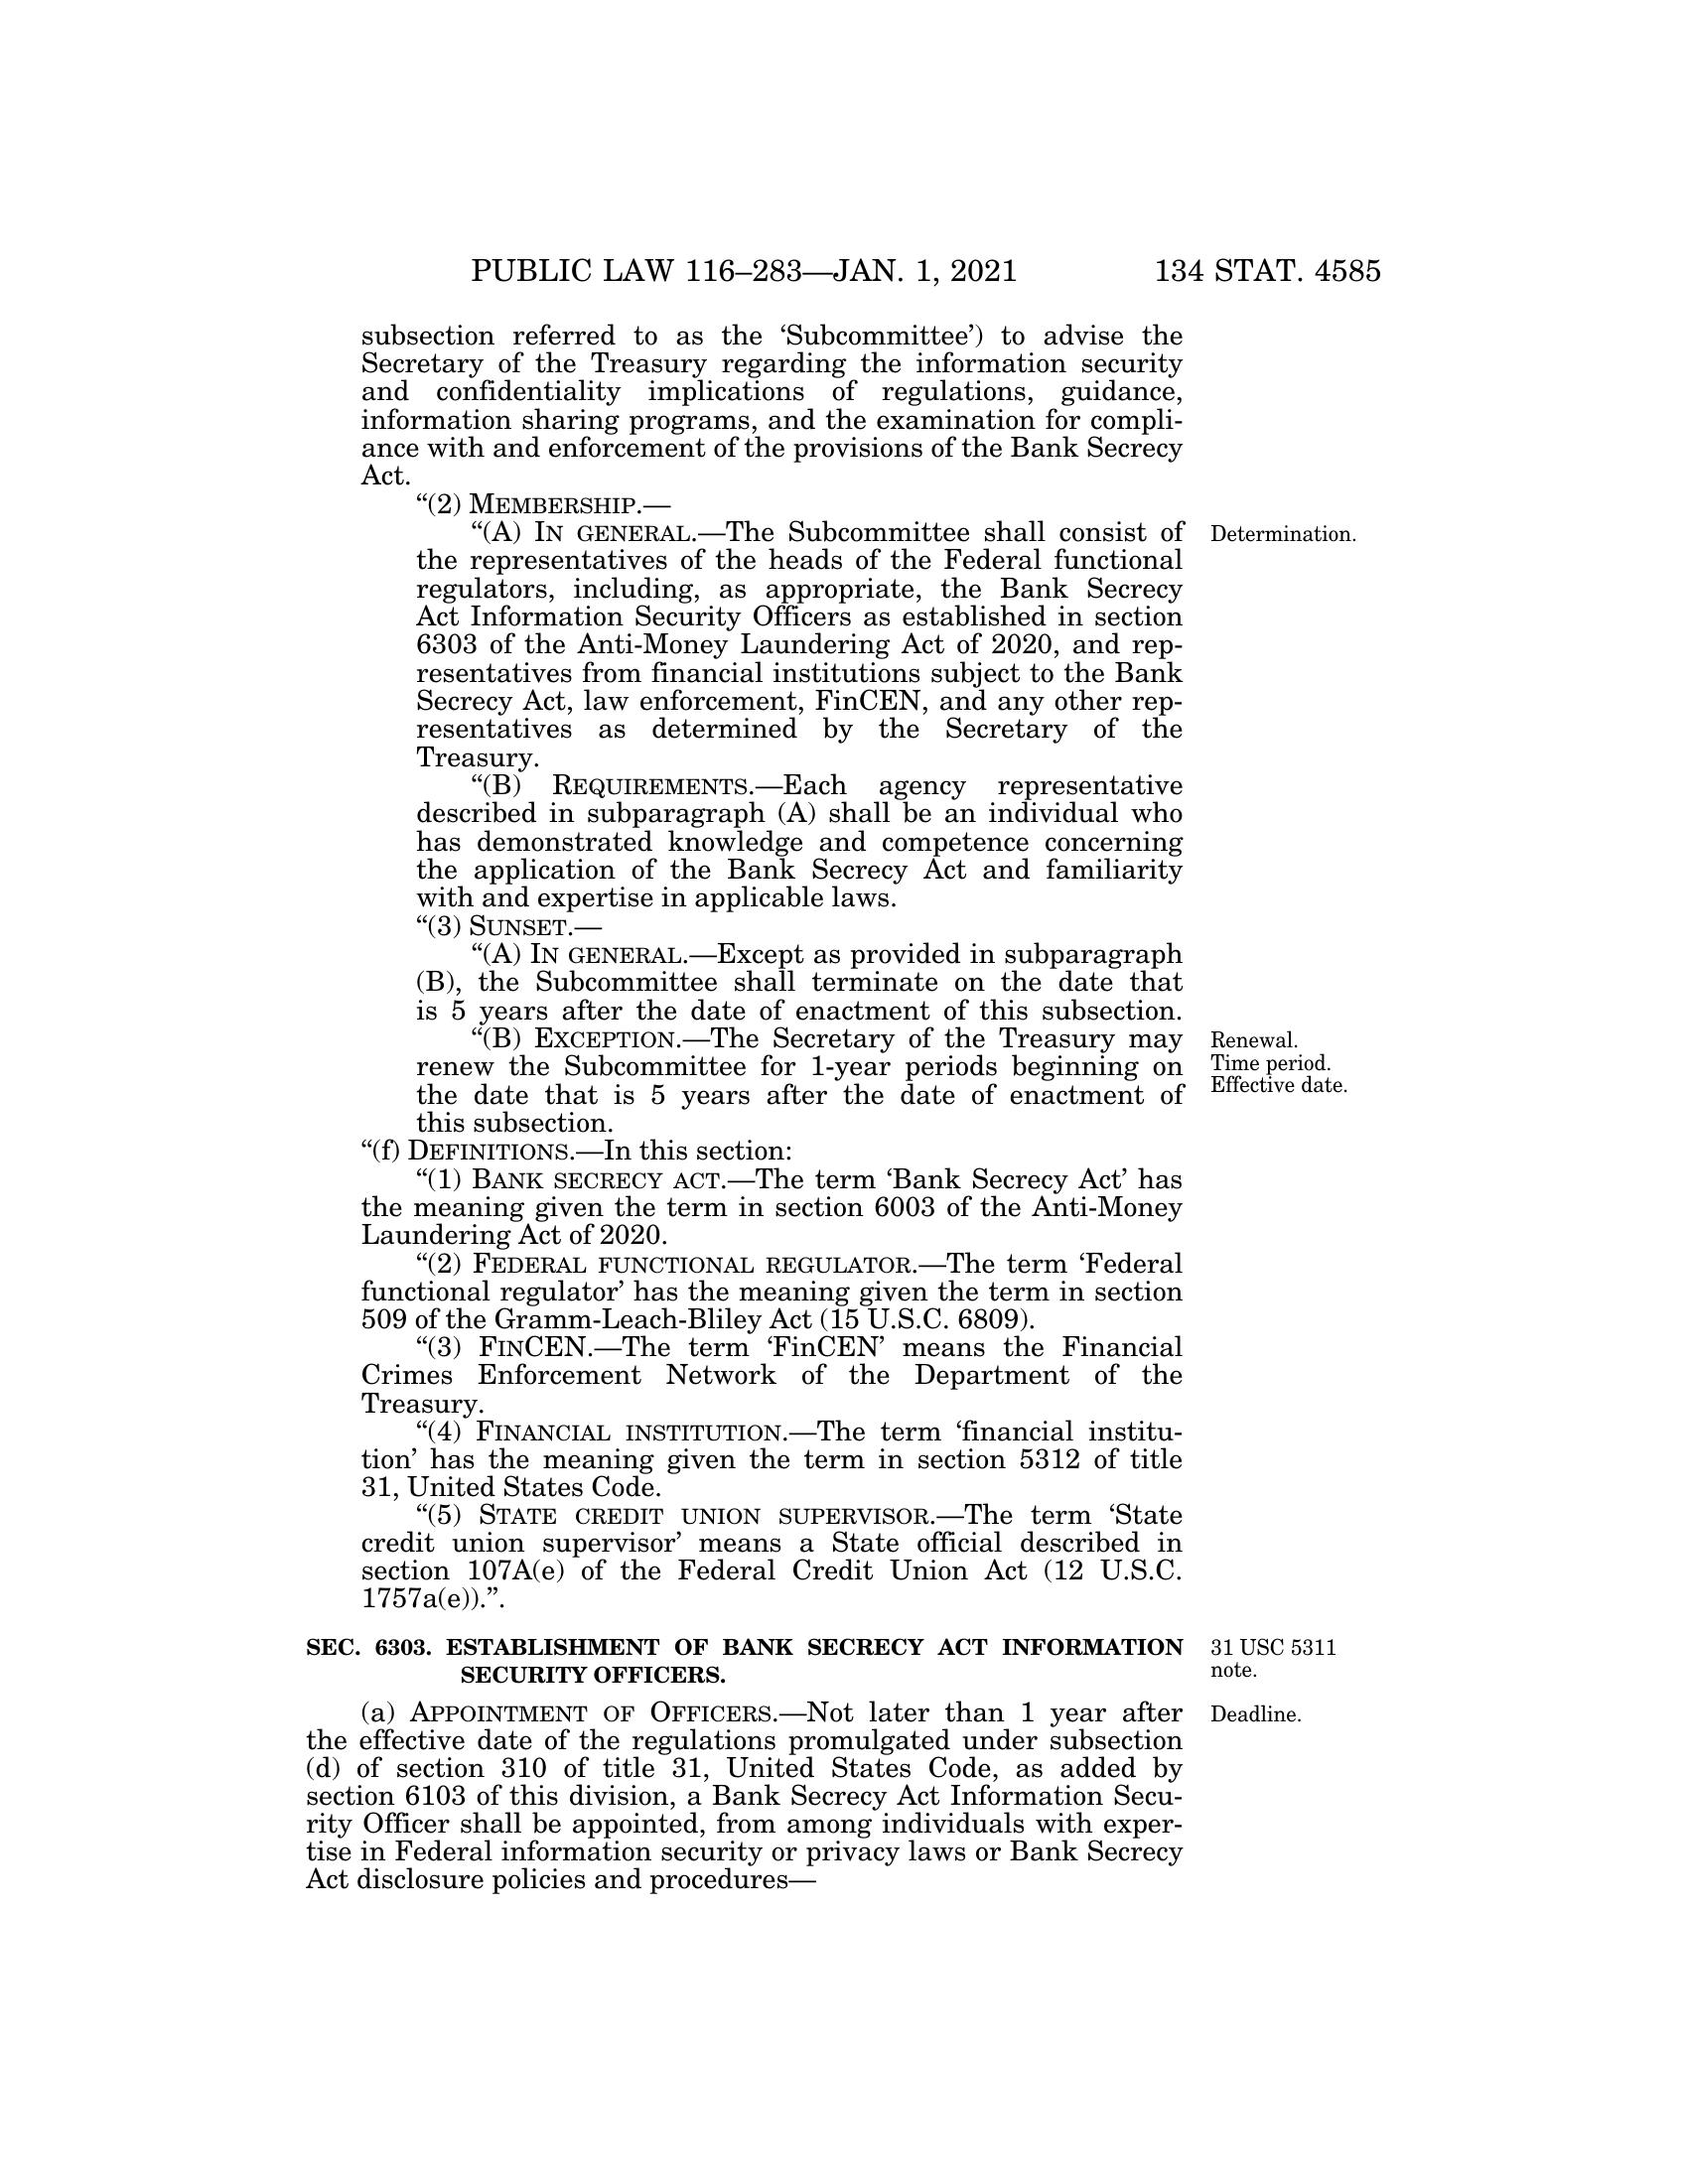 PUBLIC LAW 116–283—JAN. 1, 2021 134 STAT. 4585
subsection referred to as the ‘Subcommittee’) to advise the
Secretary of the Treasury regarding the information security
and confidentiality implications of regulations, guidance,
information sharing programs, and the examination for compli-
ance with and enforcement of the provisions of the Bank Secrecy
Act.
“(2) MEMBERSHIP.—
“(A) IN GENERAL.—The Subcommittee shall consist of
Determination.
the representatives of the heads of the Federal functional
regulators, including, as appropriate, the Bank Secrecy
Act Information Security Officers as established in section
6303 of the Anti-Money Laundering Act of 2020, and rep-
resentatives from financial institutions subject to the Bank
Secrecy Act, law enforcement, FinCEN, and any other rep-
resentatives as determined by the Secretary of the
Treasury.
“(B) REQUIREMENTS.—Each agency representative
described in subparagraph (A) shall be an individual who
has demonstrated knowledge and competence concerning
the application of the Bank Secrecy Act and familiarity
with and expertise in applicable laws.
“(3) SUNSET.—
“(A) IN GENERAL.—Except as provided in subparagraph
(B), the Subcommittee shall terminate on the date that
is 5 years after the date of enactment of this subsection.
“(B) EXCEPTION.—The Secretary of the Treasury may
renew the Subcommittee for 1-year periods beginning on
the date that is 5 years after the date of enactment of
this subsection.
Renewal.
Time period.
Effective date.
“(f) DEFINITIONS.—In this section:
“(1) BANK SECRECY ACT.—The term ‘Bank Secrecy Act’ has
the meaning given the term in section 6003 of the Anti-Money
Laundering Act of 2020.
“(2) FEDERAL FUNCTIONAL REGULATOR.—The term ‘Federal
functional regulator’ has the meaning given the term in section
509 of the Gramm-Leach-Bliley Act (15 U.S.C. 6809).
“(3) FINCEN.—The term ‘FinCEN’ means the Financial
Crimes Enforcement Network of the Department of the
Treasury.
“(4) FINANCIAL INSTITUTION.—The term ‘financial institu-
tion’ has the meaning given the term in section 5312 of title
31, United States Code.
“(5) STATE CREDIT UNION SUPERVISOR.—The term ‘State
credit union supervisor’ means a State official described in
section 107A(e) of the Federal Credit Union Act (12 U.S.C.
1757a(e)).”.
SEC. 6303. ESTABLISHMENT OF BANK SECRECY ACT INFORMATION
SECURITY OFFICERS.
31 USC 5311
note.
(a) APPOINTMENT OF OFFICERS.—Not later than 1 year after
Deadline.
the effective date of the regulations promulgated under subsection
(d) of section 310 of title 31, United States Code, as added by
section 6103 of this division, a Bank Secrecy Act Information Secu-
rity Officer shall be appointed, from among individuals with exper-
tise in Federal information security or privacy laws or Bank Secrecy
Act disclosure policies and procedures—